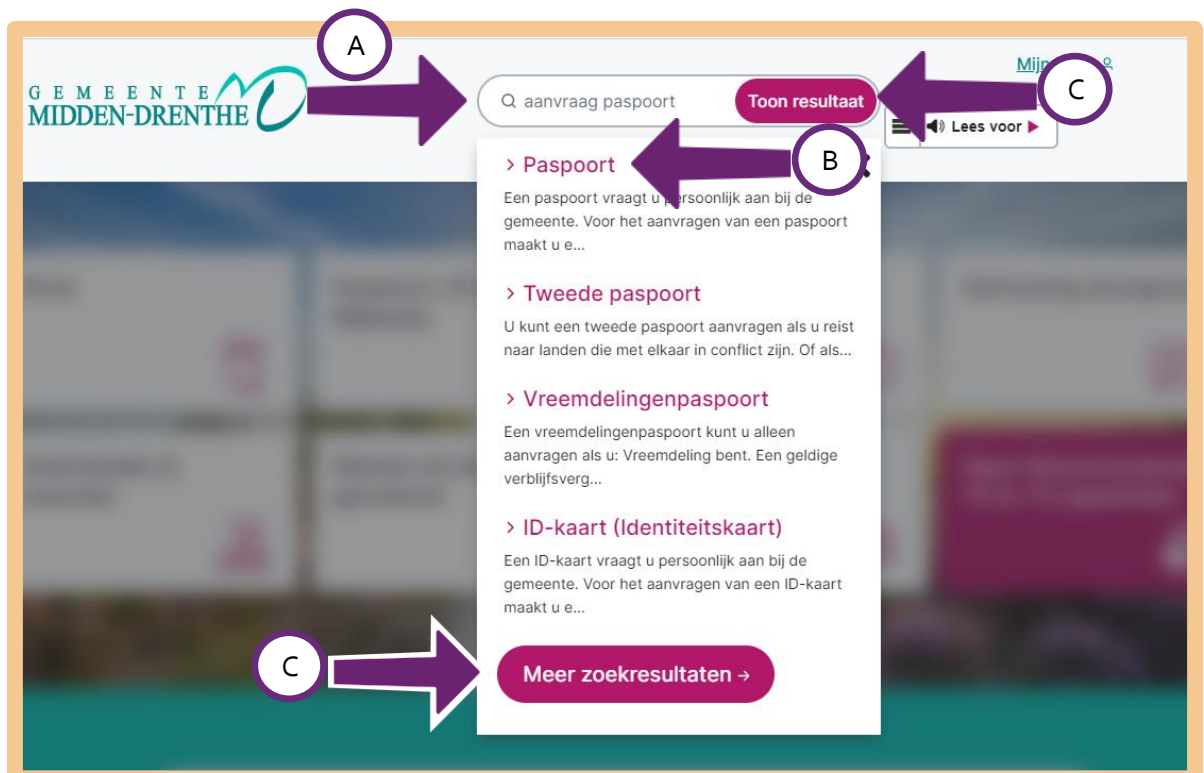 A
GEMEENTE
MIDDEN-DRENTHE
aanvraag paspoort
Toon resultaat
C
Lees voor
> Paspoort
B
Een paspoort vraagt u persoonlijk aan bij de
gemeente. Voor het aanvragen van een paspoort
maakt u e...
> Tweede paspoort
U kunt een tweede paspoort aanvragen als u reist
naar landen die met elkaar in conflict zijn. Of als...
> Vreemdelingenpaspoort
Een vreemdelingenpaspoort kunt u alleen
aanvragen als u: Vreemdeling bent. Een geldige
verblijfsverg...
> ID-kaart (Identiteitskaart)
Een ID-kaart vraagt u persoonlijk aan bij de
gemeente. Voor het aanvragen van een ID-kaart
maakt u e...
C
Meer zoekresultaten →